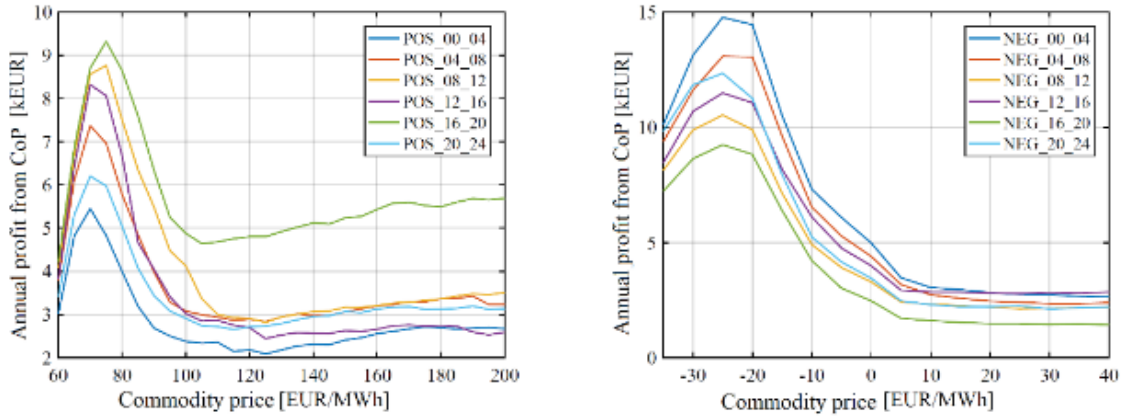 Annual profit from CoP [kEUR]
10
9
8
7
6
5
4
3
2
60
80
100
120
140
160
180
200
Commodity price [EUR/MWh]
POS_00_04
POS_04_08
POS_08_12
POS_12_16
POS_16_20
POS_20_24
Annual profit from CoP [kEUR]
15
10
5
0
-30
-20
-10
0
10
20
30
40
Commodity price [EUR/MWh]
NEG_00_04
NEG_04_08
NEG_08_12
NEG_12_16
NEG_16_20
NEG_20_24